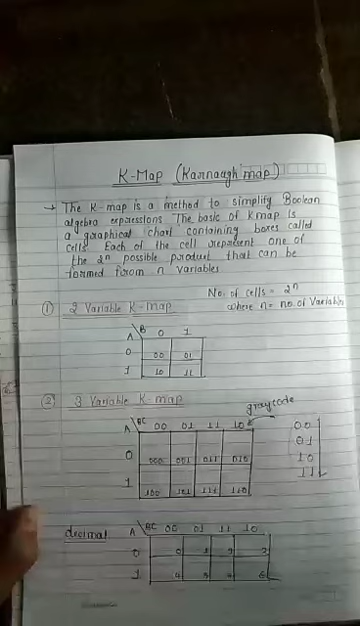 K-Map (Karnaugh map)
→ The K-map is a method to simplify Boolean
algebra expressions The basic of Kmap is
a graphical chart containing boxes called
cells Each of the cell represent one of
the 2ⁿ possible product that can be
formed from n variables
No. of cells = 2ⁿ
where n = no. of Variables
① 2 Variable K-map
A \ B 0 1
0 00 01
1 10 11
② 3 Variable K-map
graycode
A \ BC 00 01 11 10
0 000 001 011 010
1 100 101 111 110
00
01
10
11
decimal
A \ BC 00 01 11 10
0 0 1 3 2
1 4 5 6